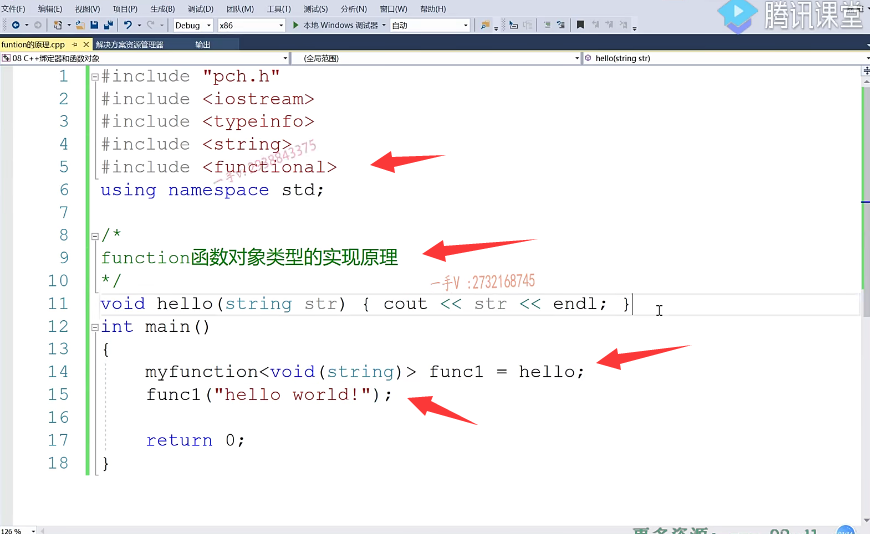 文件(F) 编辑(E) 视图(V) 项目(P) 生成(B) 调试(D) 团队(M) 工具(T) 测试(S) 分析(N) 窗口(W) 帮助(H)
腾讯课堂
Debug x86 本地 Windows 调试器 自动
funtion的原理.cpp 解决方案资源管理器 输出
08 C++绑定器和函数对象 (全局范围) hello(string str)
1 #include "pch.h"
2 #include <iostream>
3 #include <typeinfo>
4 #include <string>
5 #include <functional>
6 using namespace std;
7
8 /*
9 function函数对象类型的实现原理
一手V :2732168745
10 */
11 void hello(string str) { cout << str << endl; }
12 int main()
13 {
14 myfunction<void(string)> func1 = hello;
15 func1("hello world!");
16
17 return 0;
18 }
126 %